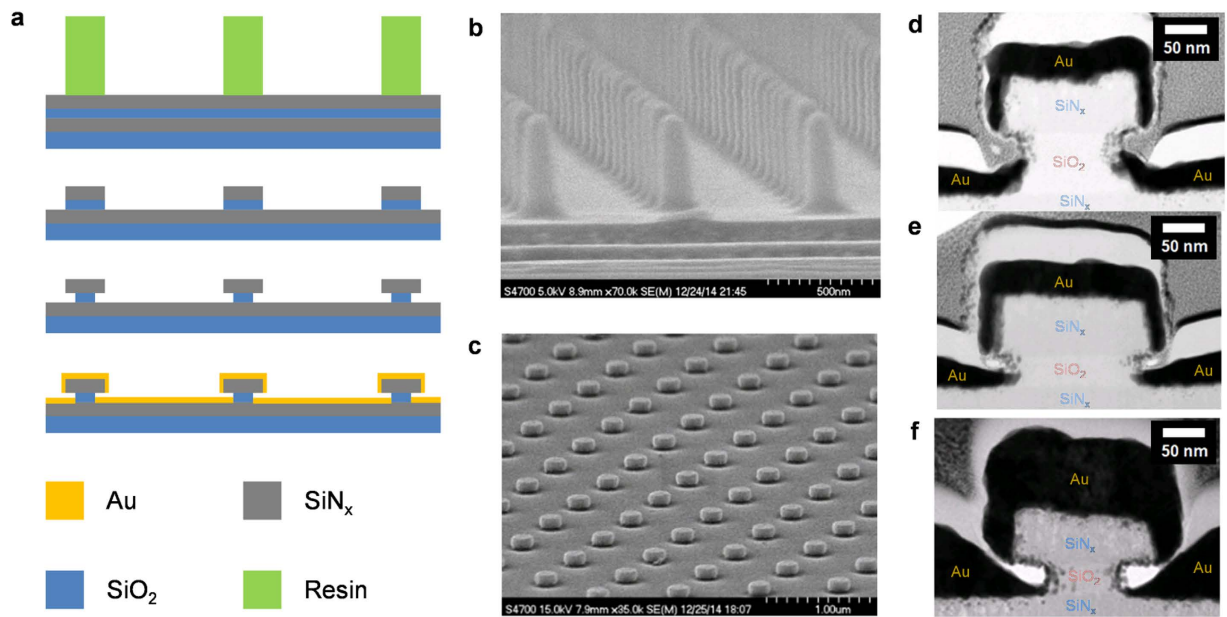 a
Au
SiNx
SiO2
Resin
b
S4700 5.0kV 8.9mm x70.0k SE(M) 12/24/14 21:45
500nm
c
S4700 15.0kV 7.9mm x35.0k SE(M) 12/25/14 18:07
1.00um
d
50 nm
Au
SiNx
SiO2
Au
Au
SiNx
e
50 nm
Au
SiNx
SiO2
Au
Au
SiNx
f
50 nm
Au
SiNx
Au
SiO2
Au
SiNx